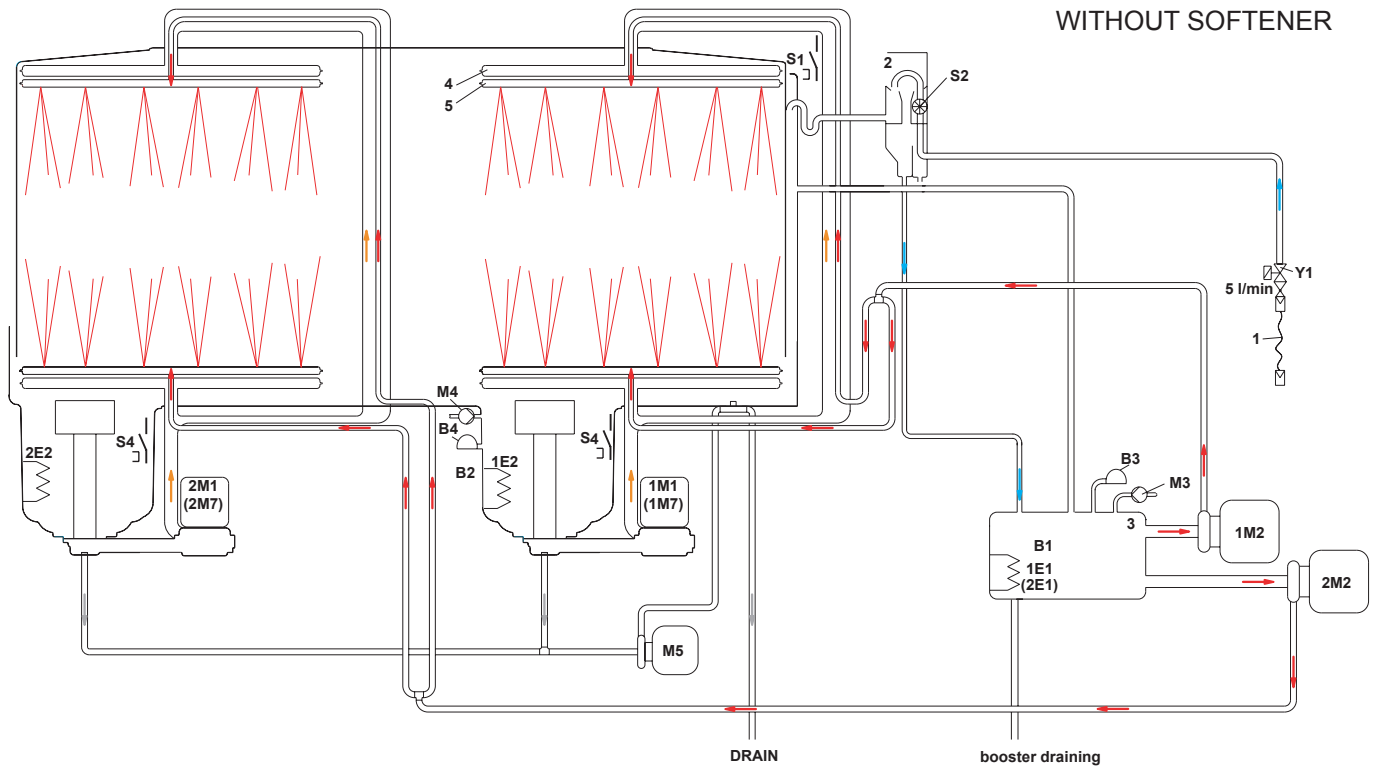 WITHOUT SOFTENER
S1
2
S2
4
5
Y1
5 l/min
1
M4
B4
S4
S4
2E2
B2
1E2
B3
M3
2M1
(2M7)
1M1
(1M7)
3
1M2
B1
1E1
(2E1)
2M2
M5
DRAIN
booster draining